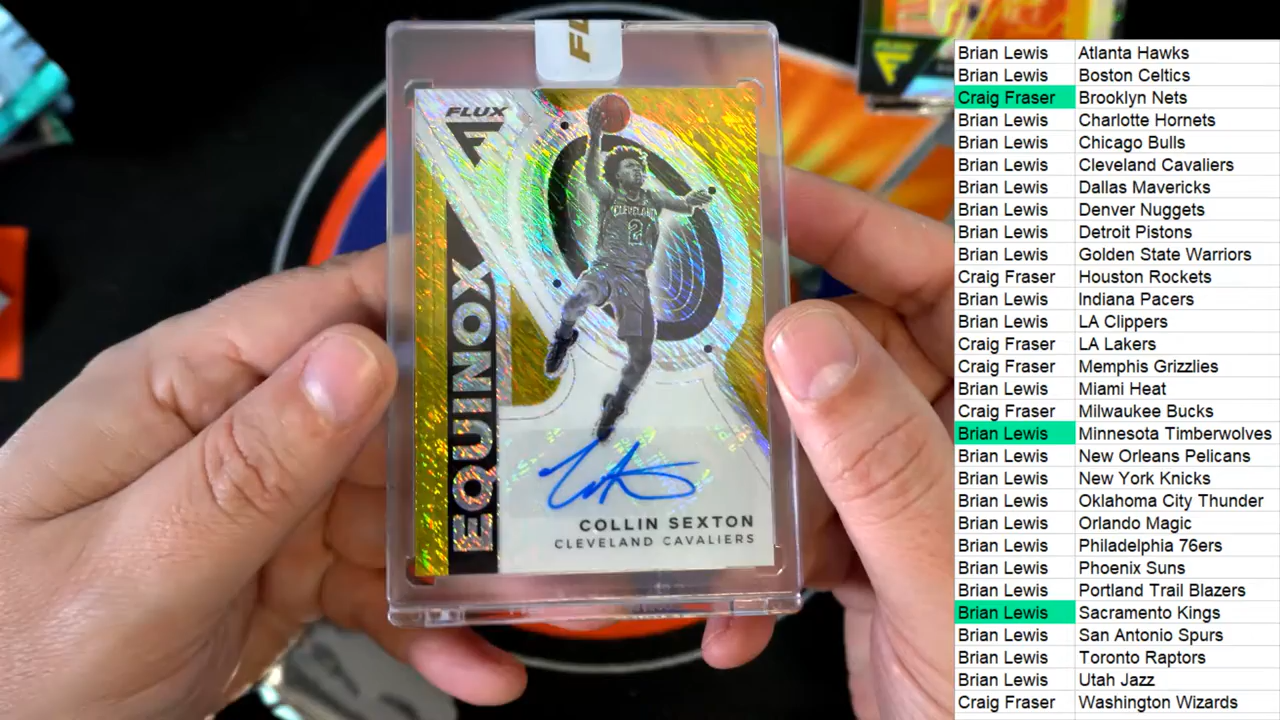 FL
FLUX
EQUINOX
CLEVELAND
2
COLLIN SEXTON
CLEVELAND CAVALIERS
FLUX
Brian Lewis Atlanta Hawks
Brian Lewis Boston Celtics
Craig Fraser Brooklyn Nets
Brian Lewis Charlotte Hornets
Brian Lewis Chicago Bulls
Brian Lewis Cleveland Cavaliers
Brian Lewis Dallas Mavericks
Brian Lewis Denver Nuggets
Brian Lewis Detroit Pistons
Brian Lewis Golden State Warriors
Craig Fraser Houston Rockets
Brian Lewis Indiana Pacers
Brian Lewis LA Clippers
Craig Fraser LA Lakers
Craig Fraser Memphis Grizzlies
Brian Lewis Miami Heat
Craig Fraser Milwaukee Bucks
Brian Lewis Minnesota Timberwolves
Brian Lewis New Orleans Pelicans
Brian Lewis New York Knicks
Brian Lewis Oklahoma City Thunder
Brian Lewis Orlando Magic
Brian Lewis Philadelphia 76ers
Brian Lewis Phoenix Suns
Brian Lewis Portland Trail Blazers
Brian Lewis Sacramento Kings
Brian Lewis San Antonio Spurs
Brian Lewis Toronto Raptors
Brian Lewis Utah Jazz
Craig Fraser Washington Wizards